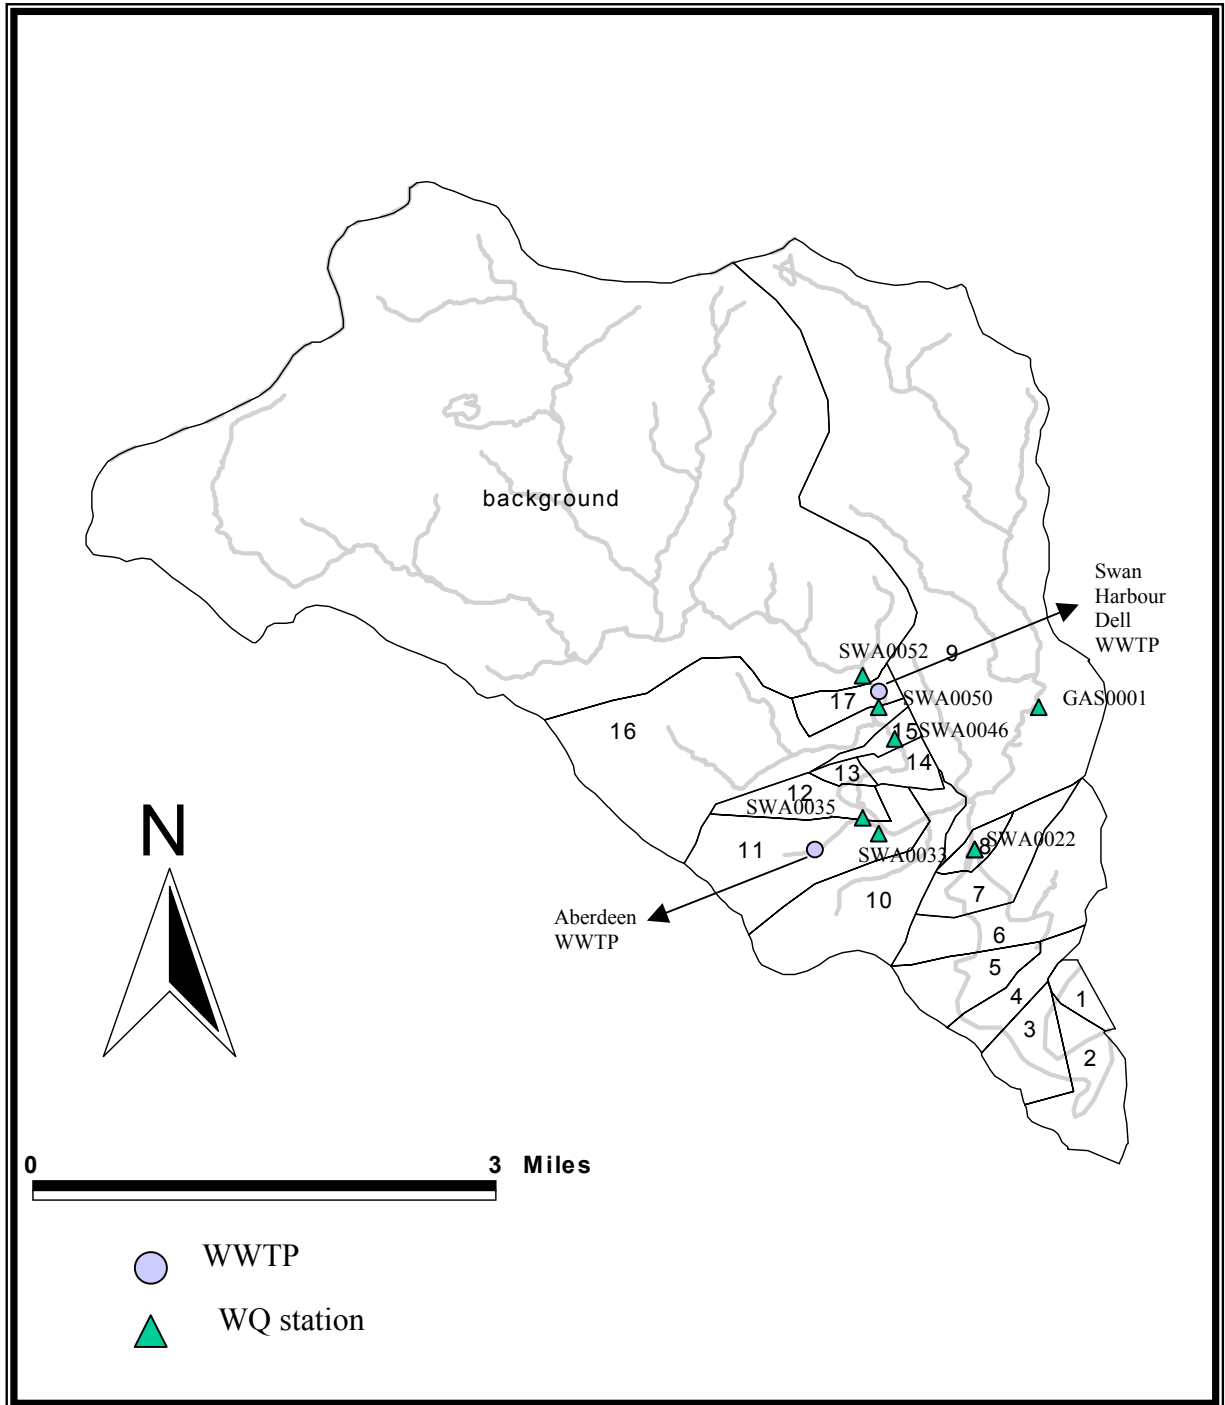 background
Swan
Harbour
Dell
WWTP
SWA0052
9
17
SWA0050
GAS0001
16
15
SWA0046
14
13
12
SWA0035
11
SWA0033
8
SWA0022
7
10
Aberdeen
WWTP
6
5
4
1
3
2
N
0 3 Miles
WWTP
WQ station